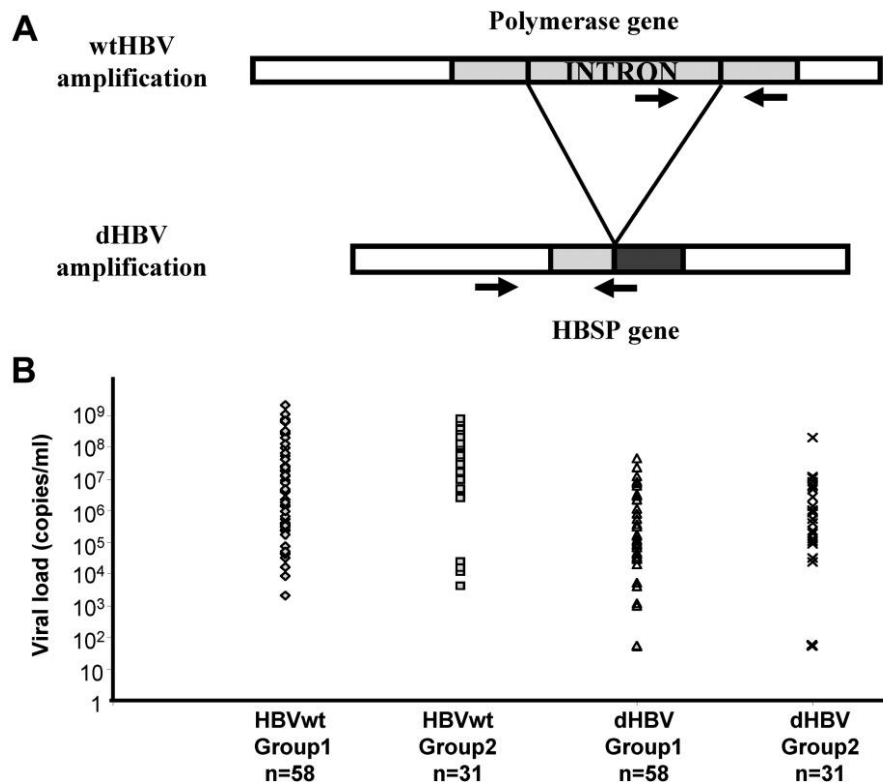 A
Polymerase gene
wtHBV
amplification
INTRON
dHBV
amplification
HBSP gene
B
Viral load (copies/ml)
10⁹
10⁸
10⁷
10⁶
10⁵
10⁴
10³
10²
10
1
HBVwt
Group1
n=58
HBVwt
Group2
n=31
dHBV
Group1
n=58
dHBV
Group2
n=31